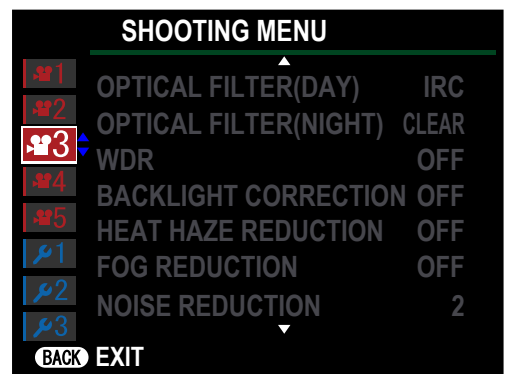 SHOOTING MENU
1
2
3
4
5
1
2
3
OPTICAL FILTER(DAY) IRC
OPTICAL FILTER(NIGHT) CLEAR
WDR OFF
BACKLIGHT CORRECTION OFF
HEAT HAZE REDUCTION OFF
FOG REDUCTION OFF
NOISE REDUCTION 2
BACK EXIT